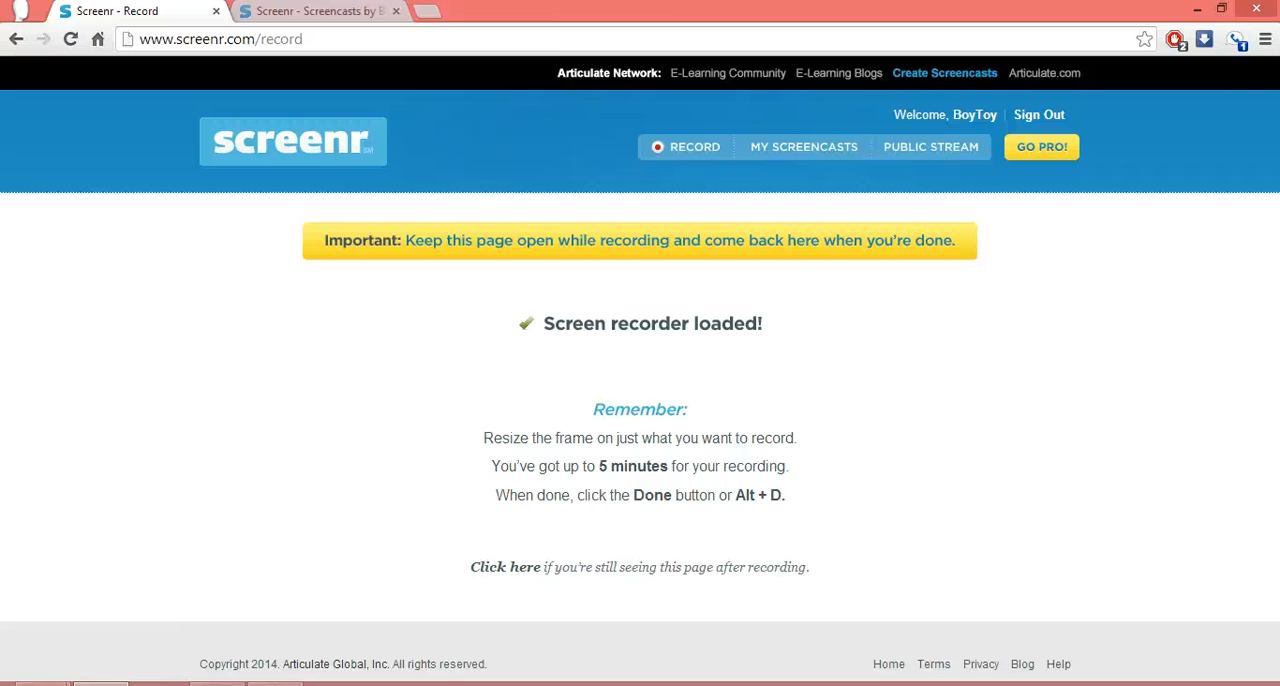 Screenr - Record
Screenr - Screencasts by B
www.screenr.com/record
2
1
Articulate Network: E-Learning Community E-Learning Blogs Create Screencasts Articulate.com
Welcome, BoyToy Sign Out
screenr SM
RECORD MY SCREENCASTS PUBLIC STREAM GO PRO!
Important: Keep this page open while recording and come back here when you're done.
Screen recorder loaded!
Remember:
Resize the frame on just what you want to record.
You've got up to 5 minutes for your recording.
When done, click the Done button or Alt + D.
Click here if you're still seeing this page after recording.
Copyright 2014. Articulate Global, Inc. All rights reserved.
Home Terms Privacy Blog Help